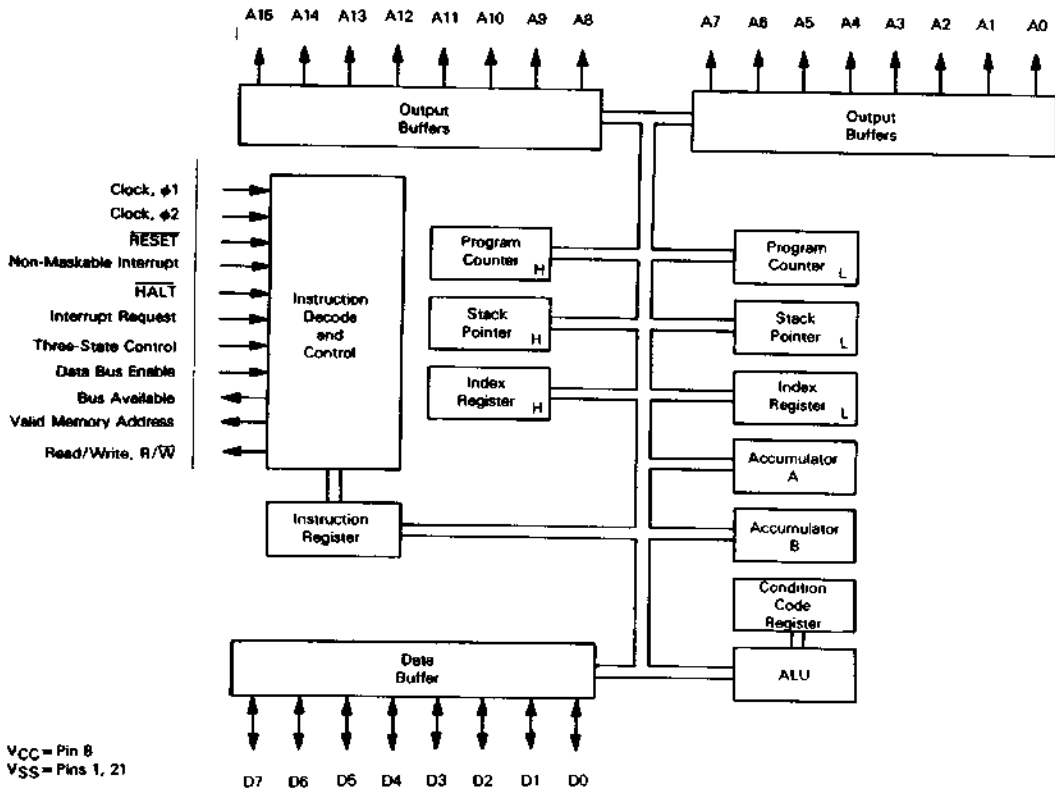 A15 A14 A13 A12 A11 A10 A9 A8 A7 A6 A5 A4 A3 A2 A1 A0
Output
Buffers
Output
Buffers
Clock, ϕ1
Clock, ϕ2
RESET
Non-Maskable Interrupt
HALT
Interrupt Request
Three-State Control
Data Bus Enable
Bus Available
Valid Memory Address
Read/Write, R/W̅
Instruction
Decode
and
Control
Program
Counter H
Program
Counter L
Stack
Pointer H
Stack
Pointer L
Index
Register H
Index
Register L
Accumulator
A
Instruction
Register
Accumulator
B
Condition
Code
Register
Data
Buffer
ALU
VCC = Pin 8
VSS = Pins 1, 21
D7 D6 D5 D4 D3 D2 D1 D0